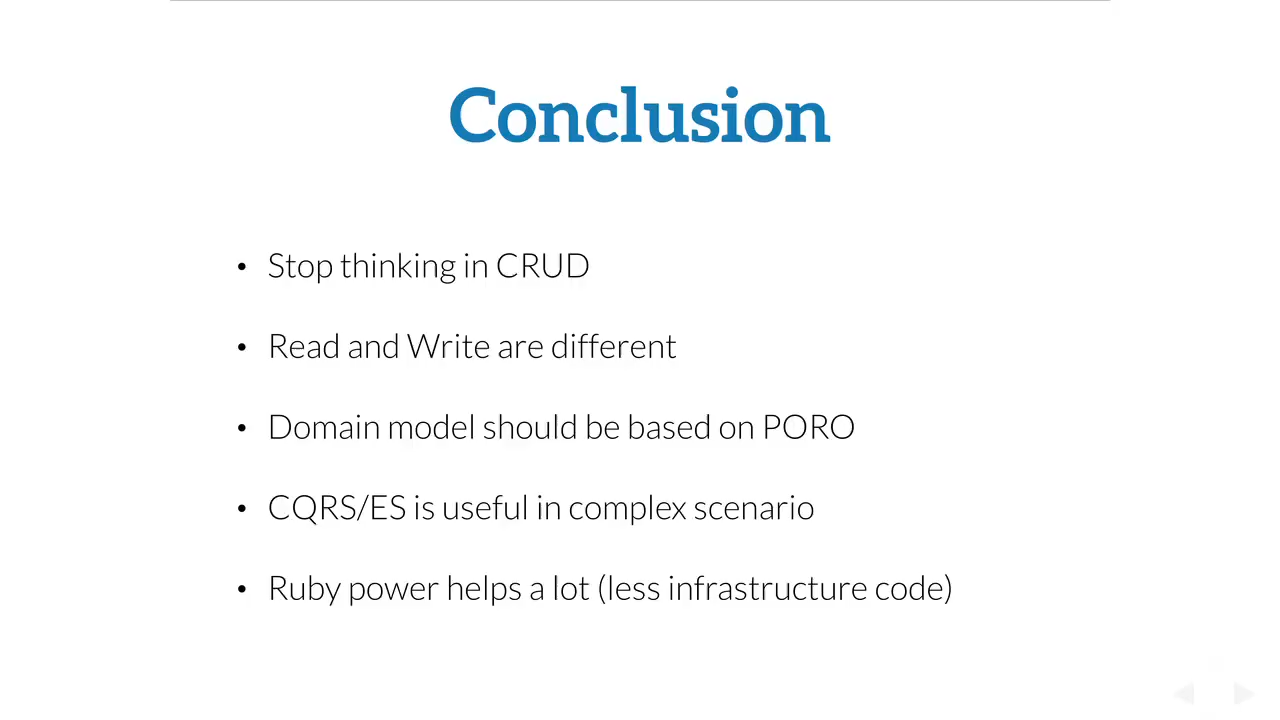 Conclusion
• Stop thinking in CRUD
• Read and Write are different
• Domain model should be based on PORO
• CQRS/ES is useful in complex scenario
• Ruby power helps a lot (less infrastructure code)